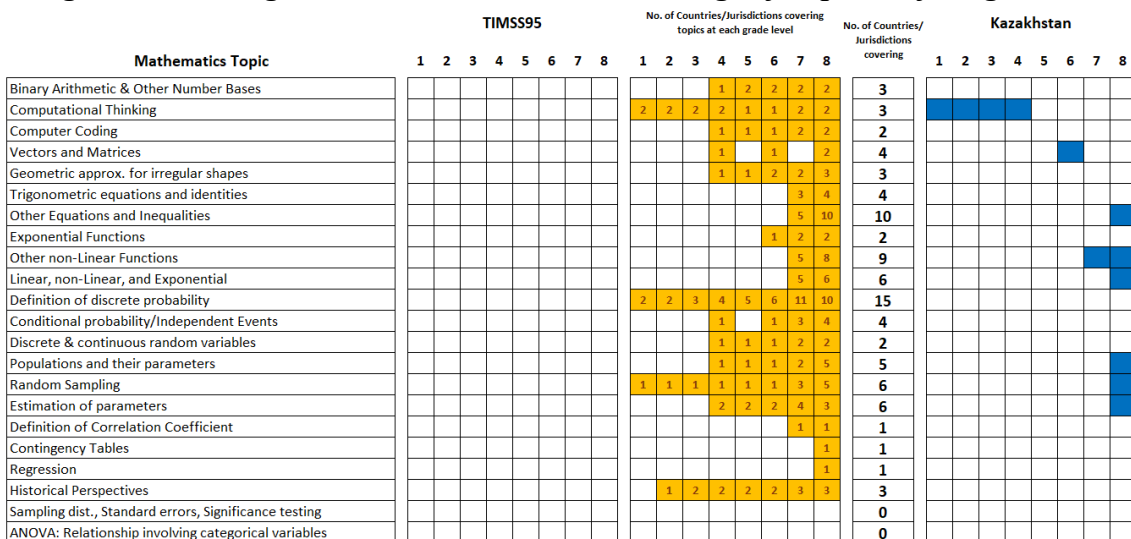 TIMSS95
No. of Countries/Jurisdictions covering
topics at each grade level
No. of Countries/
Jurisdictions
covering
Kazakhstan
Mathematics Topic 1 2 3 4 5 6 7 8 1 2 3 4 5 6 7 8 1 2 3 4 5 6 7 8
Binary Arithmetic & Other Number Bases 1 2 2 2 2 3
Computational Thinking 2 2 2 2 1 1 2 2 3
Computer Coding 1 1 1 2 2 2
Vectors and Matrices 1 1 2 4
Geometric approx. for irregular shapes 1 1 2 2 3 3
Trigonometric equations and identities 3 4 4
Other Equations and Inequalities 5 10 10
Exponential Functions 1 2 2 2
Other non-Linear Functions 5 8 9
Linear, non-Linear, and Exponential 5 6 6
Definition of discrete probability 2 2 3 4 5 6 11 10 15
Conditional probability/Independent Events 1 1 3 4 4
Discrete & continuous random variables 1 1 1 2 2 2
Populations and their parameters 1 1 1 2 5 5
Random Sampling 1 1 1 1 1 1 3 5 6
Estimation of parameters 2 2 2 4 3 6
Definition of Correlation Coefficient 1 1 1
Contingency Tables 1 1
Regression 1 1
Historical Perspectives 1 2 2 2 2 3 3 3
Sampling dist., Standard errors, Significance testing 0
ANOVA: Relationship involving categorical variables 0